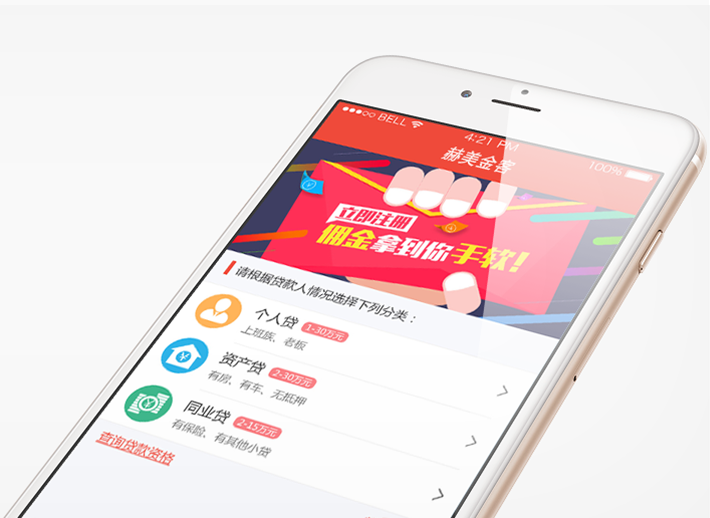 BELL 4:21 PM 100%
赫美金客
立即注册
佣金拿到你手软!
请根据贷款人情况选择下列分类：
个人贷 1-30万元
上班族、老板
资产贷 2-30万元
有房、有车、无抵押
同业贷 2-15万元
有保险、有其他小贷
查询贷款资格